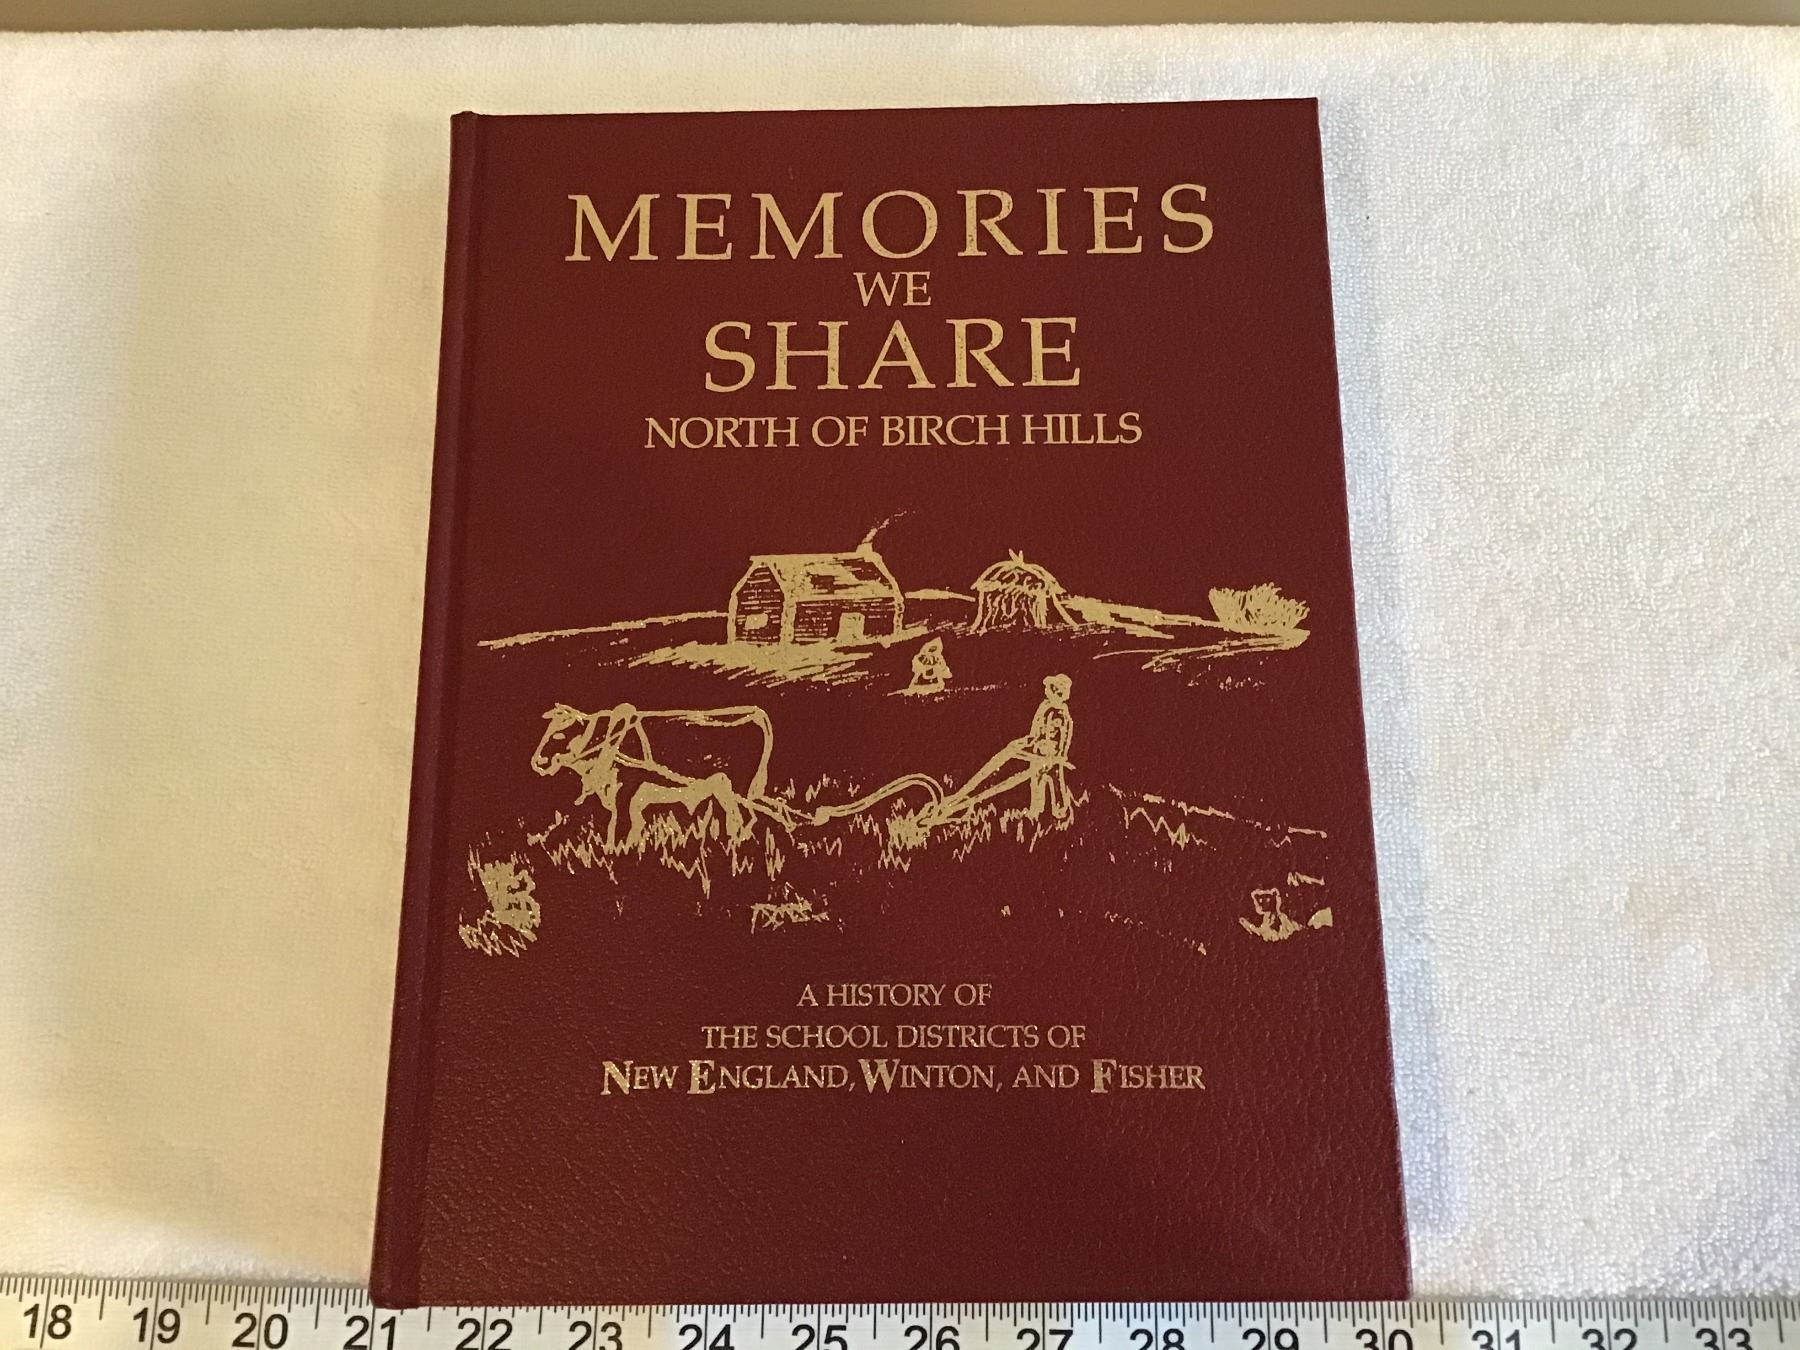 MEMORIES
WE
SHARE
NORTH OF BIRCH HILLS
A HISTORY OF
THE SCHOOL DISTRICTS OF
NEW ENGLAND, WINTON, AND FISHER
18 19 20 21 22 23 24 25 26 27 28 29 30 31 32 33